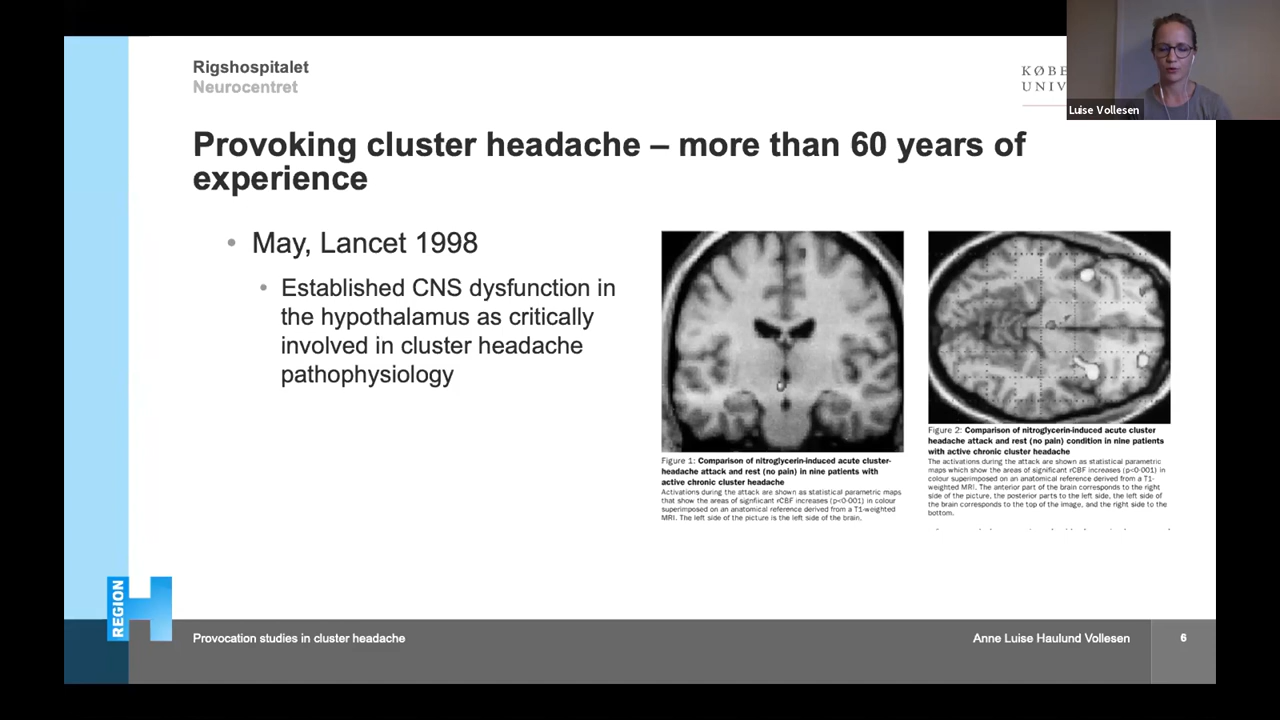 Rigshospitalet
Neurocentret
KØBE
UNIV
Luise Vollesen
Provoking cluster headache – more than 60 years of
experience
• May, Lancet 1998
• Established CNS dysfunction in
the hypothalamus as critically
involved in cluster headache
pathophysiology
Figure 1: Comparison of nitroglycerin-induced acute cluster-
headache attack and rest (no pain) in nine patients with
active chronic cluster headache
Activations during the attack are shown as statistical parametric maps
that show the areas of significant rCBF increases (p<0·001) in colour
superimposed on an anatomical reference derived from a T1-weighted
MRI. The left side of the picture is the left side of the brain.
Figure 2: Comparison of nitroglycerin-induced acute cluster
headache attack and rest (no pain) condition in nine patients
with active chronic cluster headache
The activations during the attack are shown as statistical parametric
maps which show the areas of significant rCBF increases (p<0·001) in
colour superimposed on an anatomical reference derived from a T1-
weighted MRI. The anterior part of the brain corresponds to the right
side of the picture, the posterior parts to the left side, the left side of
the brain corresponds to the top of the image, and the right side to the
bottom.
REGION H
Provocation studies in cluster headache
Anne Luise Haulund Vollesen
6